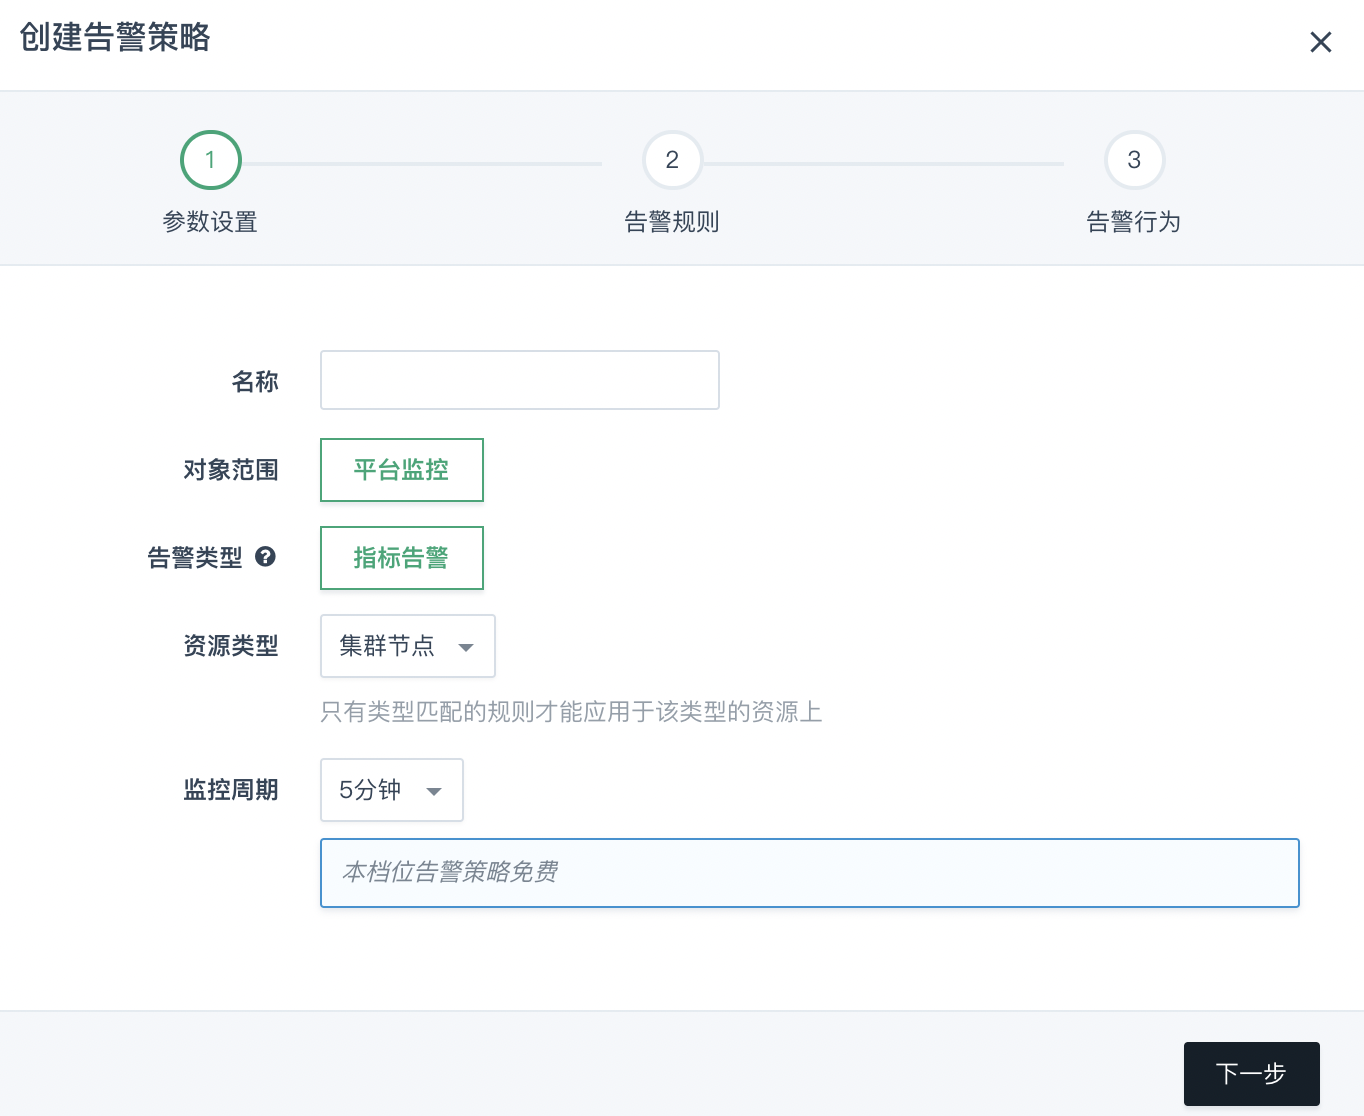 创建告警策略
1
2
3
参数设置
告警规则
告警行为
名称
对象范围 平台监控
告警类型 指标告警
资源类型 集群节点
只有类型匹配的规则才能应用于该类型的资源上
监控周期 5分钟
本档位告警策略免费
下一步